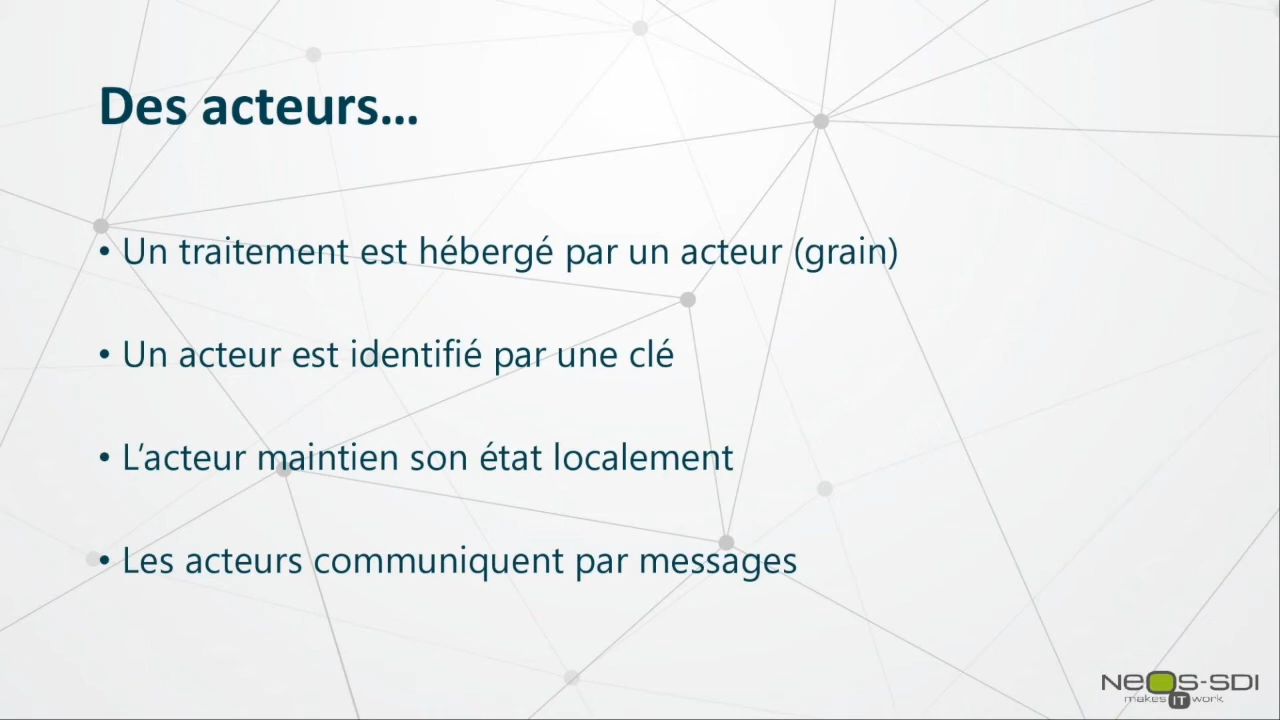 Des acteurs...
• Un traitement est hébergé par un acteur (grain)
• Un acteur est identifié par une clé
• L'acteur maintien son état localement
• Les acteurs communiquent par messages
NeOS-SDI
makes IT work